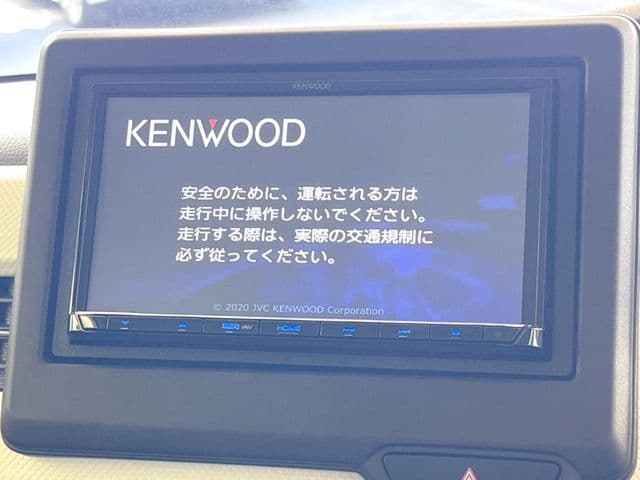 KENWOOD
KENWOOD
安全のために、運転される方は
走行中に操作しないでください。
走行する際は、実際の交通規制に
必ず従ってください。
© 2020 JVC KENWOOD Corporation
HOME